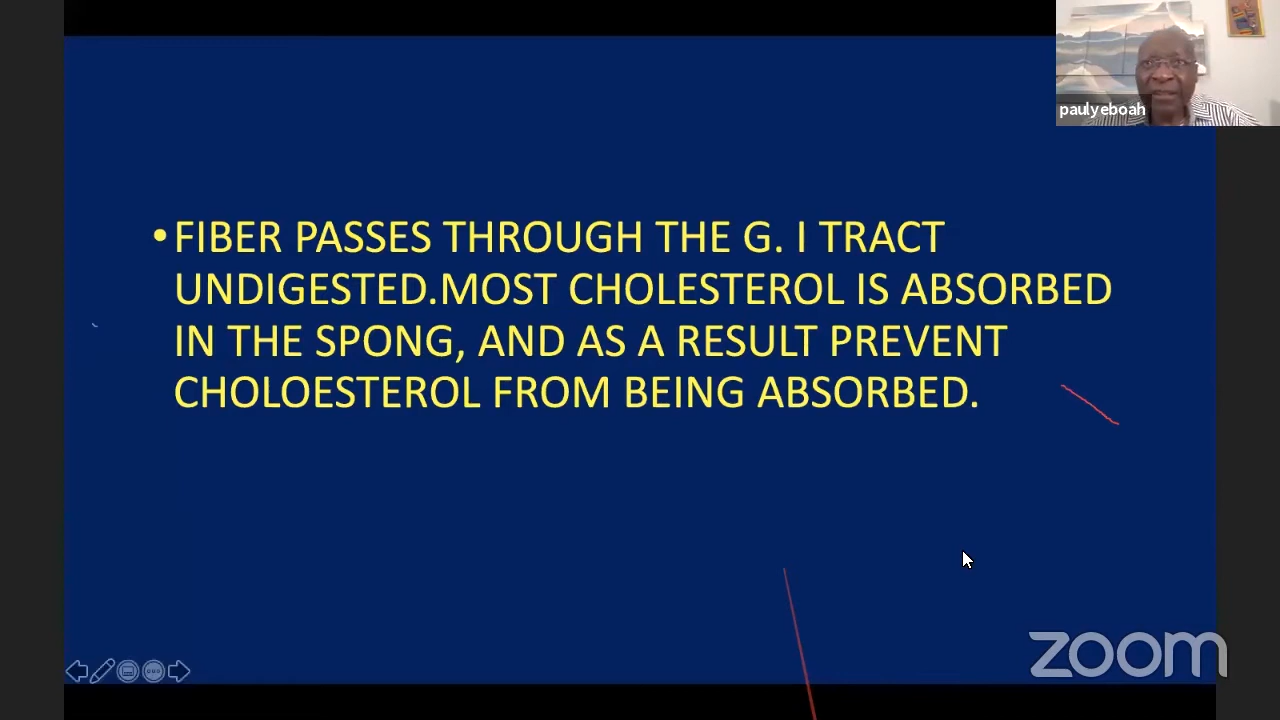 paulyeboah
•FIBER PASSES THROUGH THE G. I TRACT
UNDIGESTED.MOST CHOLESTEROL IS ABSORBED
IN THE SPONG, AND AS A RESULT PREVENT
CHOLOESTEROL FROM BEING ABSORBED.
zoom